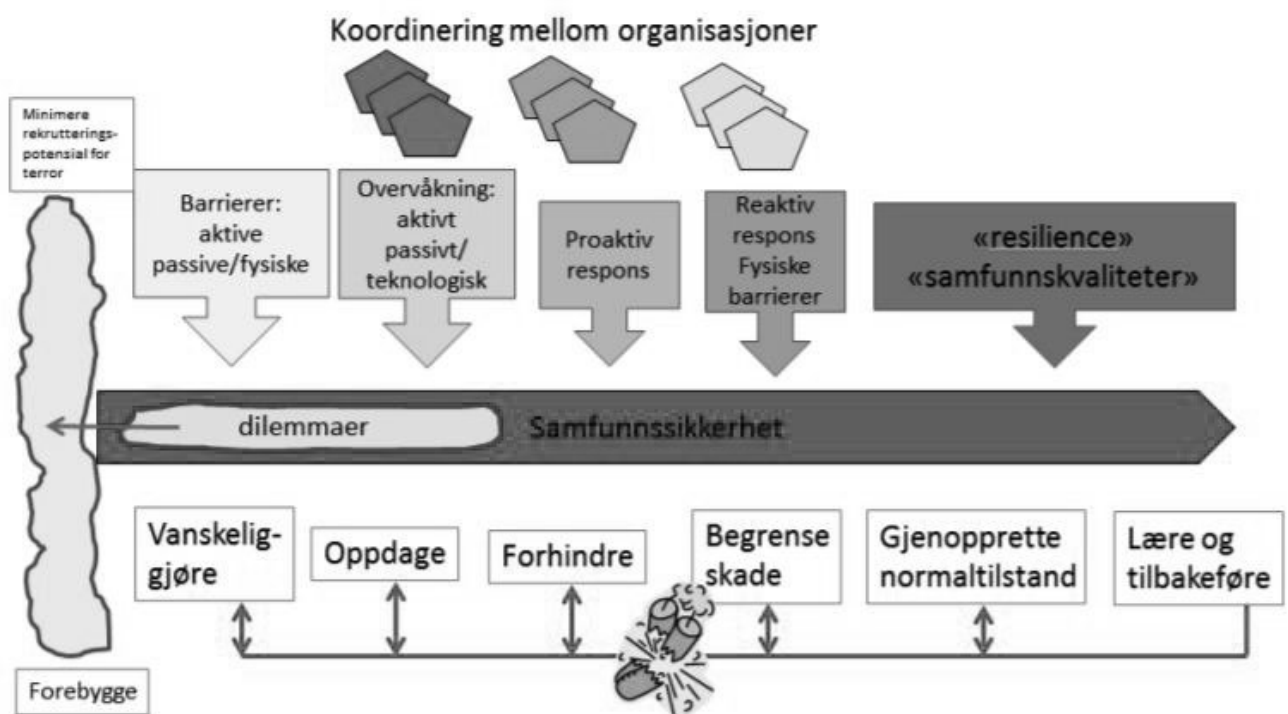 Koordinering mellom organisasjoner
Minimere
rekrutterings-
potensial for
terror
Barrierer:
aktive
passive/fysiske
Overvåkning:
aktivt
passivt/
teknologisk
Proaktiv
respons
Reaktiv
respons
Fysiske
barrierer
«resilience»
«samfunnskvaliteter»
dilemmaer
Samfunnssikkerhet
Vanskelig-
gjøre
Oppdage
Forhindre
Begrense
skade
Gjenopprette
normaltilstand
Lære og
tilbakeføre
Forebygge